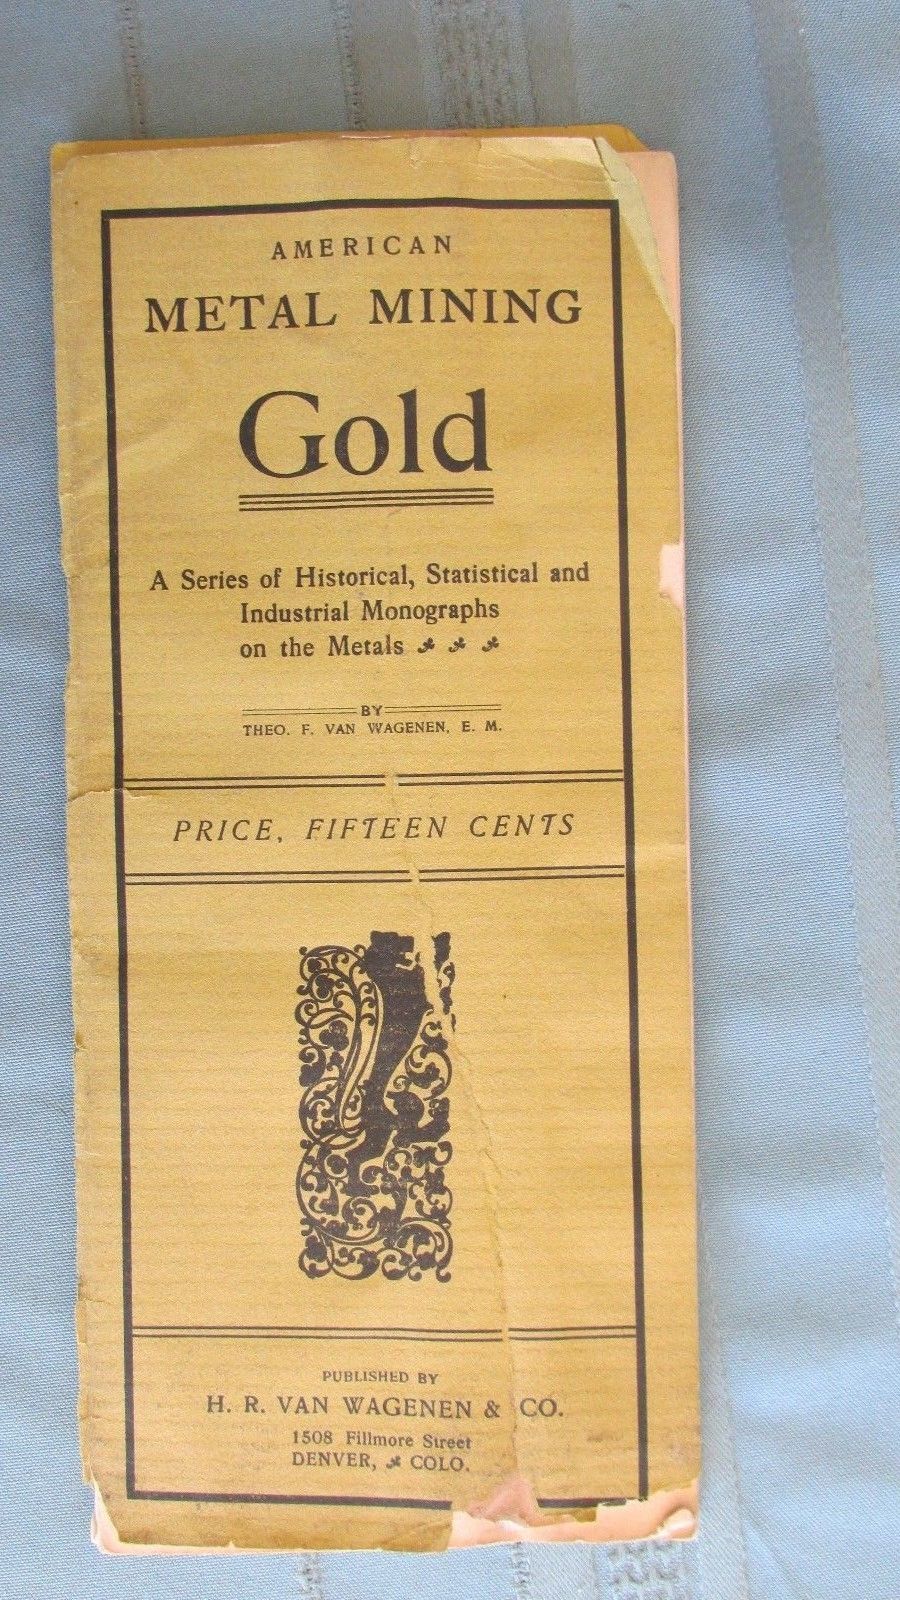 AMERICAN
METAL MINING
Gold
A Series of Historical, Statistical and
Industrial Monographs
on the Metals
BY
THEO. F. VAN WAGENEN, E. M.
PRICE, FIFTEEN CENTS
PUBLISHED BY
H. R. VAN WAGENEN & CO.
1508 Fillmore Street
DENVER, COLO.